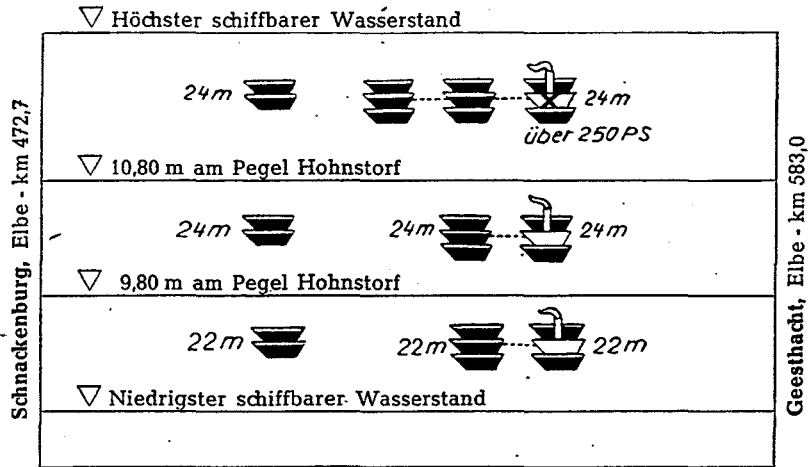 ▽ Höchster schiffbarer Wasserstand
24m
24m
über 250 PS
▽ 10,80 m am Pegel Hohnstorf
24m
24m
24m
▽ 9,80 m am Pegel Hohnstorf
22m
22m
22m
▽ Niedrigster schiffbarer Wasserstand
Schnackenburg, Elbe - km 472,7
Geesthacht, Elbe - km 583,0